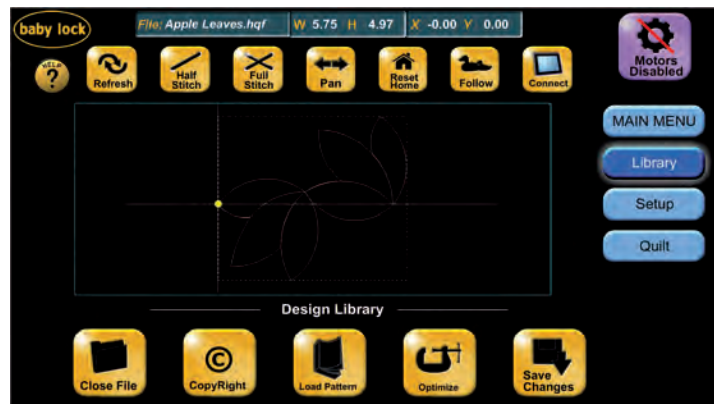 baby lock
File: Apple Leaves.hqf W 5.75 H 4.97 X -0.00 Y 0.00
HELP
?
Refresh
Half
Stitch
Full
Stitch
Pan
Reset
Home
Follow
Connect
Motors
Disabled
MAIN MENU
Library
Setup
Quilt
Design Library
Close File
©
CopyRight
Load Pattern
Optimize
Save
Changes